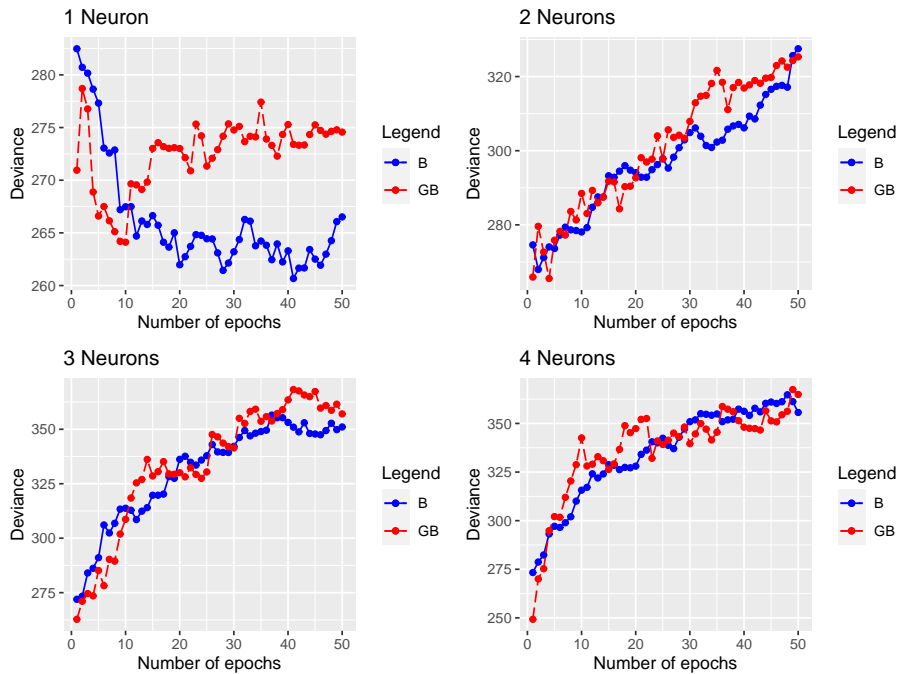 1 Neuron
Deviance
280
275
270
265
260
0 10 20 30 40 50
Number of epochs
Legend
B
GB
2 Neurons
Deviance
320
300
280
0 10 20 30 40 50
Number of epochs
Legend
B
GB
3 Neurons
Deviance
350
325
300
275
0 10 20 30 40 50
Number of epochs
Legend
B
GB
4 Neurons
Deviance
350
325
300
275
250
0 10 20 30 40 50
Number of epochs
Legend
B
GB